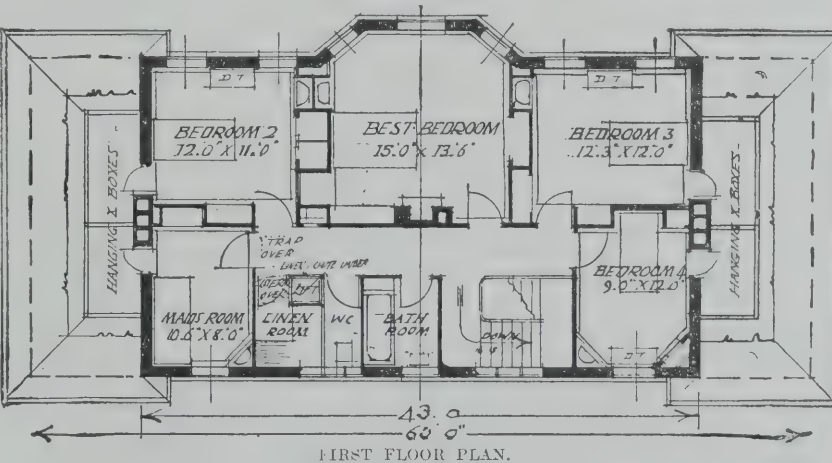 D T
D T
BEDROOM 2
12.0" X 11.0"
BEST BEDROOM
15.0" X 13.6"
BEDROOM 3
12.3" X 12.0"
HANGING X BOXES
HANGING X BOXES
TRAP
OVER
UNDER
BEDROOM 4
9.0" X 12.0"
MAIDS ROOM
10.6" X 8.0"
LINEN
ROOM
WC
BATH
ROOM
DOWN
D T
43. 0
60' 0"
FIRST FLOOR PLAN.